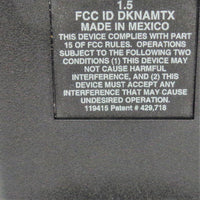 1.5
FCC ID DKNAMTX
MADE IN MEXICO
THIS DEVICE COMPLIES WITH PART
15 OF FCC RULES. OPERATIONS
SUBJECT TO THE FOLLOWING TWO
CONDITIONS (1) THIS DEVICE MAY
NOT CAUSE HARMFUL
INTERFERENCE, AND (2) THIS
DEVICE MUST ACCEPT ANY
INTERFERENCE THAT MAY CAUSE
UNDESIRED OPERATION.
119415 Patent # 429,718